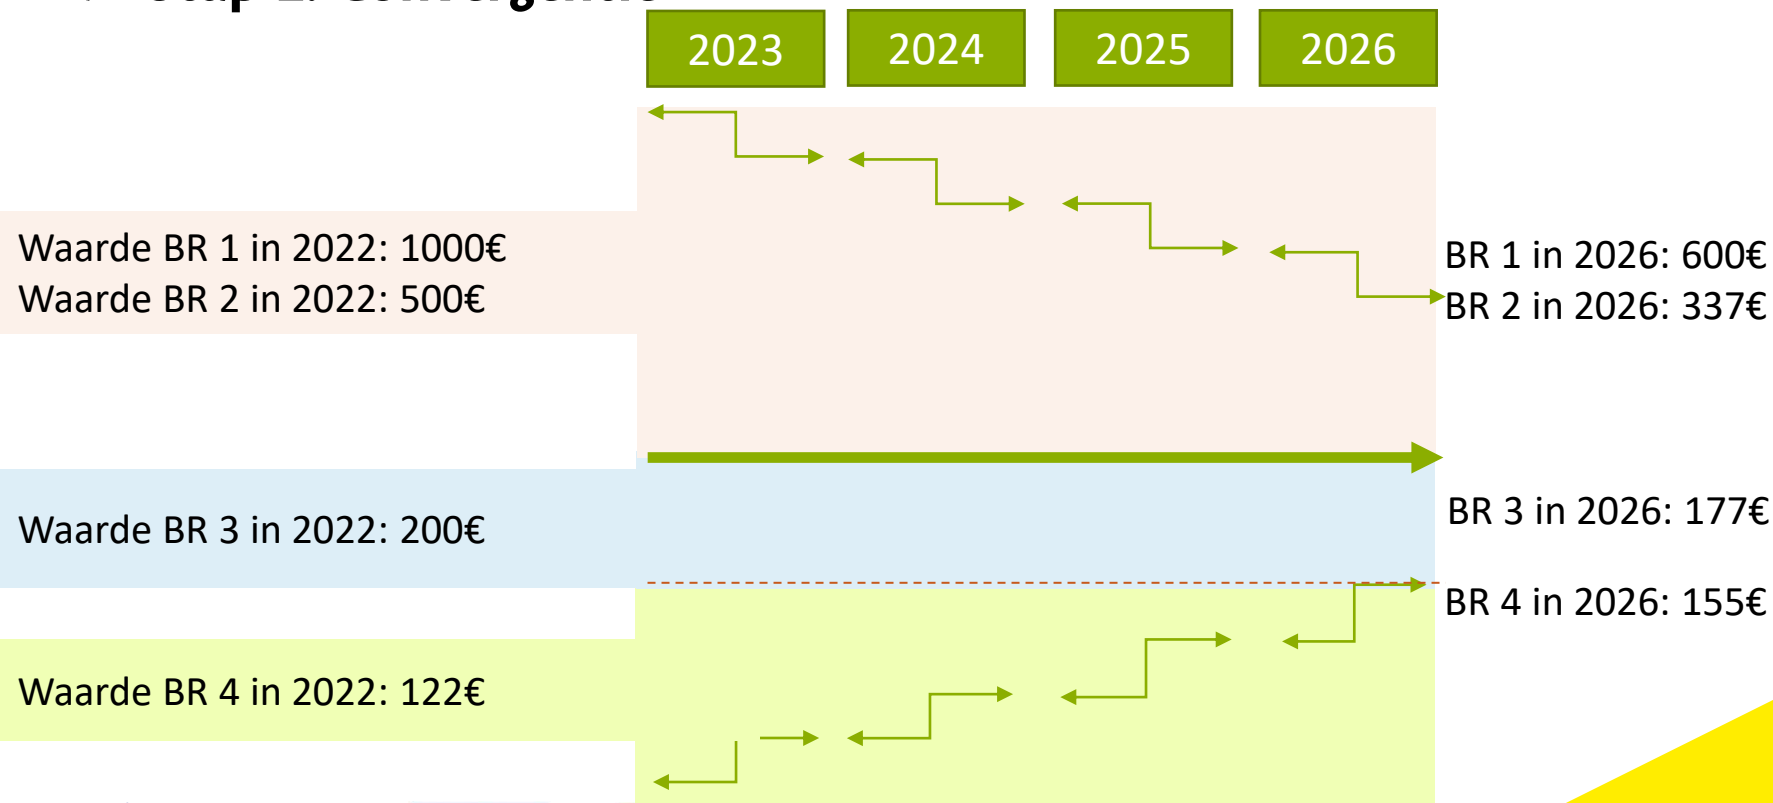 2023 2024 2025 2026
Waarde BR 1 in 2022: 1000€
Waarde BR 2 in 2022: 500€
BR 1 in 2026: 600€
BR 2 in 2026: 337€
Waarde BR 3 in 2022: 200€
BR 3 in 2026: 177€
BR 4 in 2026: 155€
Waarde BR 4 in 2022: 122€